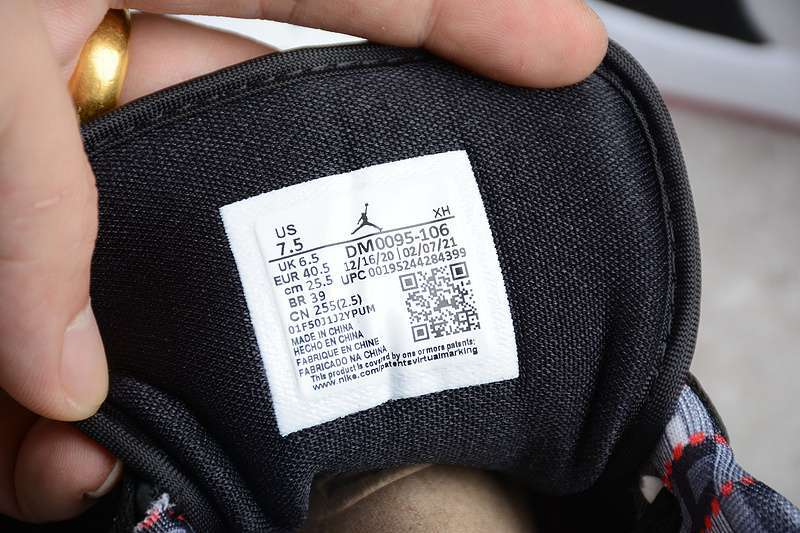 US
7.5
XH
UK 6.5
DM0095-106
EUR 40.5
12/16/20 | 02/07/21
cm 25.5
UPC 00195244284399
BR 39
CN 255(2.5)
01F50J1J2YPUM
MADE IN CHINA
HECHO EN CHINA
FABRIQUE EN CHINE
FABRICADO NA CHINA
This product is covered by one or more patents:
www.nike.com/patentsvirtualmarking